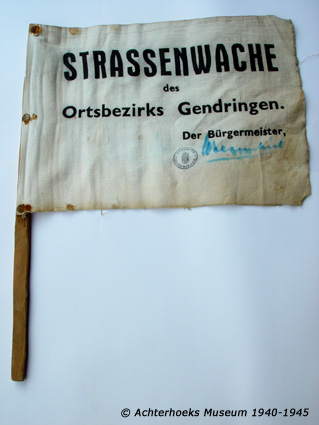 STRASSENWACHE
des
Ortsbezirks Gendringen.
Der Bürgermeister,
© Achterhoeks Museum 1940-1945